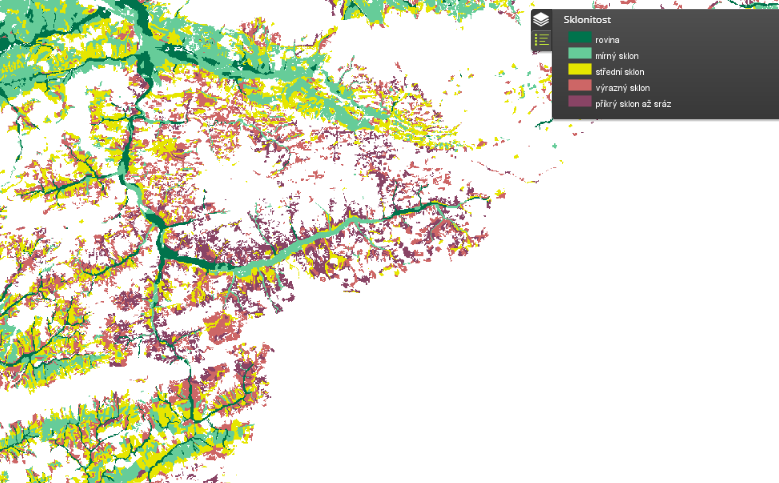 Sklonitost
rovina
mírný sklon
střední sklon
výrazný sklon
příkrý sklon až sráz